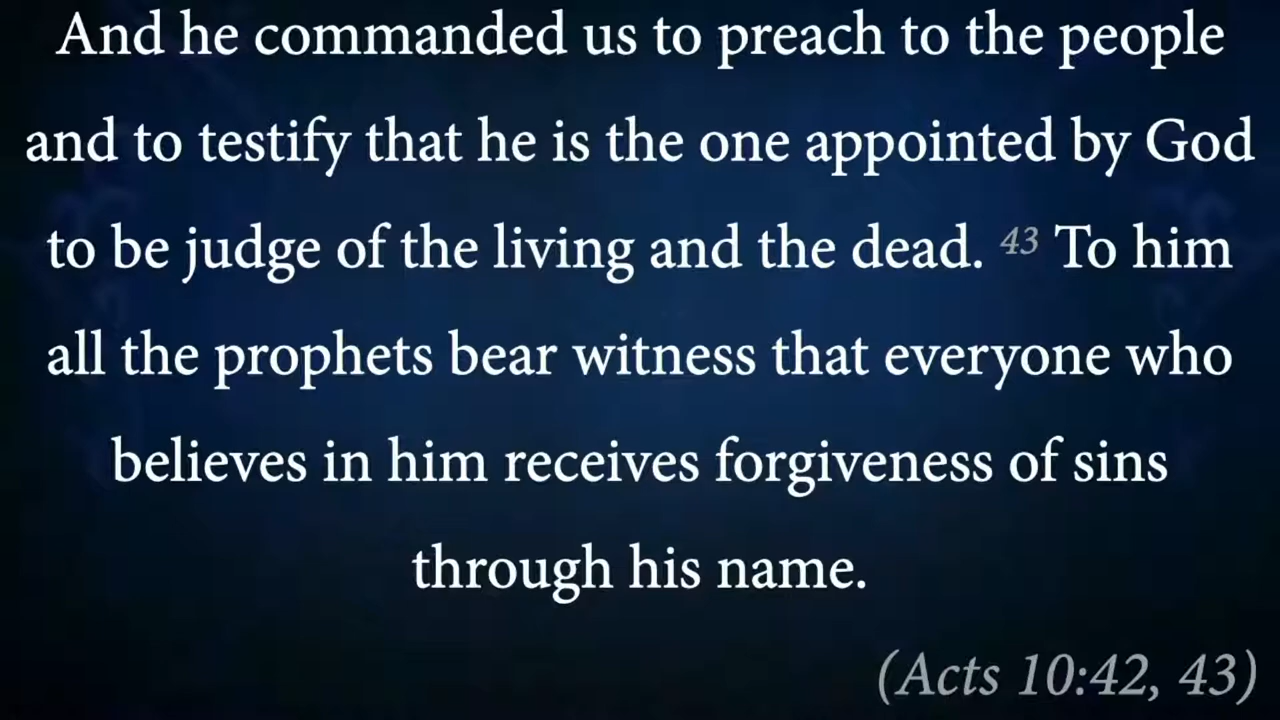 And he commanded us to preach to the people
and to testify that he is the one appointed by God
to be judge of the living and the dead. 43 To him
all the prophets bear witness that everyone who
believes in him receives forgiveness of sins
through his name.
(Acts 10:42, 43)